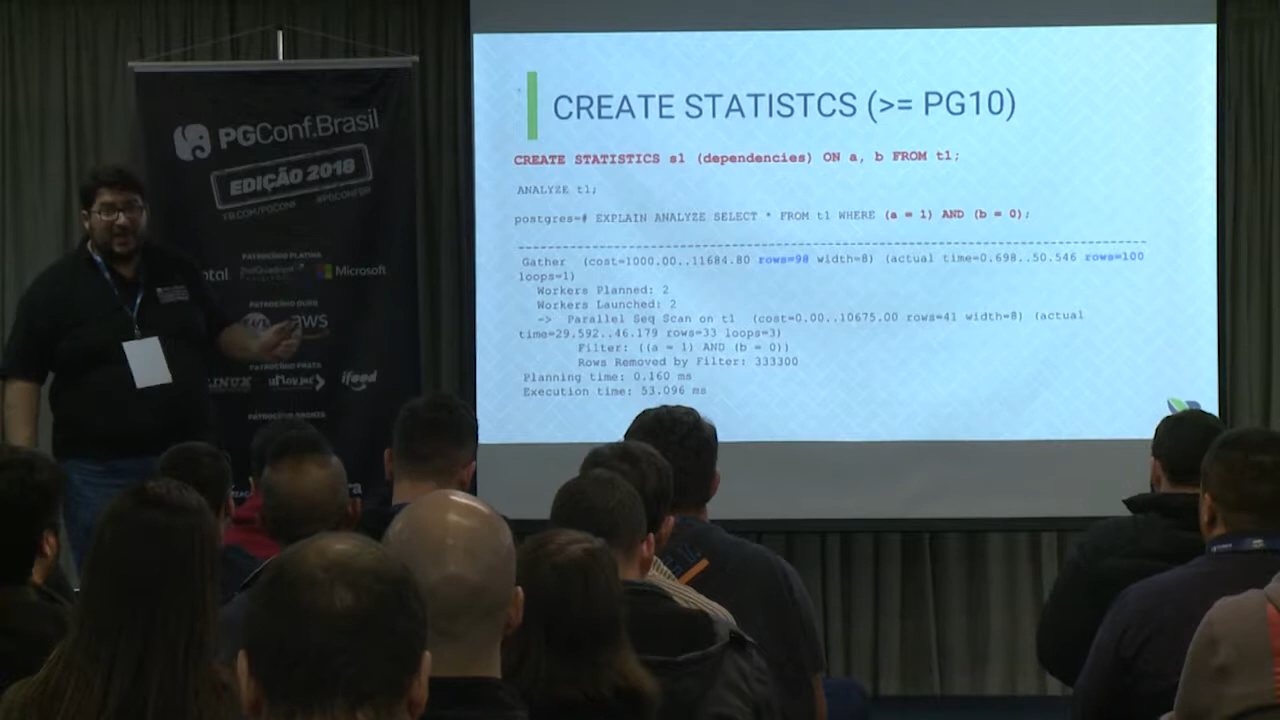 PGConf.Brasil
EDIÇÃO 2018
FB.COM/PGCONF #PGCONFBR
PATROCÍNIO PLATINA
2ndQuadrant
Microsoft
PATROCÍNIO OURO
aws
PATROCÍNIO PRATA
LINUX
ifood
PATROCÍNIO BRONZE
CREATE STATISTCS (>= PG10)
CREATE STATISTICS s1 (dependencies) ON a, b FROM t1;
ANALYZE t1;
postgres=# EXPLAIN ANALYZE SELECT * FROM t1 WHERE (a = 1) AND (b = 0);
Gather (cost=1000.00..11684.80 rows=98 width=8) (actual time=0.698..50.546 rows=100
loops=1)
Workers Planned: 2
Workers Launched: 2
-> Parallel Seq Scan on t1 (cost=0.00..10675.00 rows=41 width=8) (actual
time=29.592..46.179 rows=33 loops=3)
Filter: ((a = 1) AND (b = 0))
Rows Removed by Filter: 333300
Planning time: 0.160 ms
Execution time: 53.096 ms